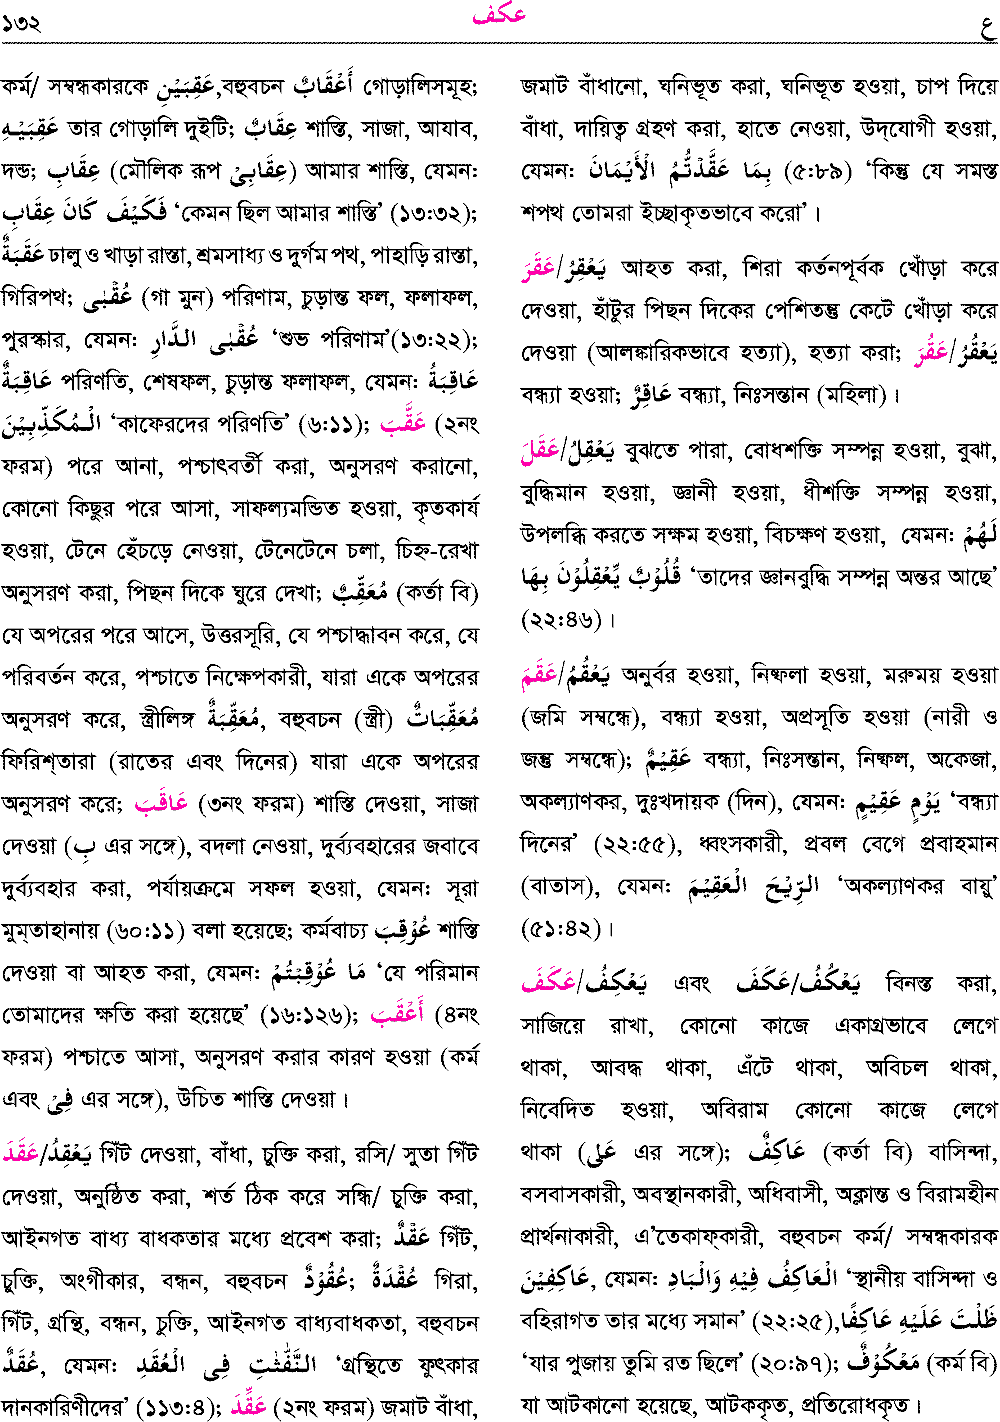 ১৩২ عكف ع
কর্ম/ সম্বন্ধকারকে عَقِبَيْنِ,বহুবচন أَعْقَابٌ গোড়ালিসমূহ;
عَقِبَيْهِ তার গোড়ালি দুইটি; عِقَابٌ শাস্তি, সাজা, আযাব,
দন্ড; عِقَابِ (মৌলিক রূপ عِقَابِيْ) আমার শাস্তি, যেমন:
فَكَيْفَ كَانَ عِقَابِ ‘কেমন ছিল আমার শাস্তি’ (১৩:৩২);
عَقَبَةٌ ঢালু ও খাড়া রাস্তা, শ্রমসাধ্য ও দুর্গম পথ, পাহাড়ি রাস্তা,
গিরিপথ; عُقْبٰى (গা মুন) পরিণাম, চুড়ান্ত ফল, ফলাফল,
পুরস্কার, যেমন: عُقْبٰى الدَّارِ ‘শুভ পরিণাম’(১৩:২২);
عَاقِبَةٌ পরিণতি, শেষফল, চুড়ান্ত ফলাফল, যেমন: عَاقِبَةُ
الْمُكَذِّبِيْنَ ‘কাফেরদের পরিণতি’ (৬:১১); عَقَّبَ (২নং
ফরম) পরে আনা, পশ্চাৎবর্তী করা, অনুসরণ করানো,
কোনো কিছুর পরে আসা, সাফল্যমন্ডিত হওয়া, কৃতকার্য
হওয়া, টেনে হেঁচড়ে নেওয়া, টেনেটেনে চলা, চিহ্ন-রেখা
অনুসরণ করা, পিছন দিকে ঘুরে দেখা; مُعَقِّبٌ (কর্তা বি)
যে অপরের পরে আসে, উত্তরসূরি, যে পশ্চাদ্ধাবন করে, যে
পরিবর্তন করে, পশ্চাতে নিক্ষেপকারী, যারা একে অপরের
অনুসরণ করে, স্ত্রীলিঙ্গ مُعَقِّبَةٌ, বহুবচন (স্ত্রী) مُعَقِّبَاتٌ
ফিরিশ্‌তারা (রাতের এবং দিনের) যারা একে অপরের
অনুসরণ করে; عَاقَبَ (৩নং ফরম) শাস্তি দেওয়া, সাজা
দেওয়া (بِ এর সঙ্গে), বদলা নেওয়া, দুর্ব্যবহারের জবাবে
দুর্ব্যবহার করা, পর্যায়ক্রমে সফল হওয়া, যেমন: সূরা
মুম্‌তাহানায় (৬০:১১) বলা হয়েছে; কর্মবাচ্য عُوْقِبَ শাস্তি
দেওয়া বা আহত করা, যেমন: مَا عُوْقِبْتُمْ ‘যে পরিমান
তোমাদের ক্ষতি করা হয়েছে’ (১৬:১২৬); أَعْقَبَ (৪নং
ফরম) পশ্চাতে আসা, অনুসরণ করার কারণ হওয়া (কর্ম
এবং فِيْ এর সঙ্গে), উচিত শাস্তি দেওয়া।
عَقَدَ/يَعْقِدُ গিঁট দেওয়া, বাঁধা, চুক্তি করা, রসি/ সুতা গিঁট
দেওয়া, অনুষ্ঠিত করা, শর্ত ঠিক করে সন্ধি/ চুক্তি করা,
আইনগত বাধ্য বাধকতার মধ্যে প্রবেশ করা; عَقْدٌ গিঁট,
চুক্তি, অংগীকার, বন্ধন, বহুবচন عُقُوْدٌ; عُقْدَةٌ গিরা,
গিঁট, গ্রন্থি, বন্ধন, চুক্তি, আইনগত বাধ্যবাধকতা, বহুবচন
عُقَدٌ, যেমন: النَّفّٰثٰتِ فِى الْعُقَدِ ‘গ্রন্থিতে ফুৎকার
দানকারিণীদের’ (১১৩:৪); عَقَّدَ (২নং ফরম) জমাট বাঁধা,
জমাট বাঁধানো, ঘনিভূত করা, ঘনিভূত হওয়া, চাপ দিয়ে
বাঁধা, দায়িত্ব গ্রহণ করা, হাতে নেওয়া, উদ্‌যোগী হওয়া,
যেমন: بِمَا عَقَّدْتُّمُ الْأَيْمَانَ (৫:৮৯) ‘কিন্তু যে সমস্ত
শপথ তোমরা ইচ্ছাকৃতভাবে করো’।
عَقَرَ/يَعْقِرُ আহত করা, শিরা কর্তনপূর্বক খোঁড়া করে
দেওয়া, হাঁটুর পিছন দিকের পেশিতন্তু কেটে খোঁড়া করে
দেওয়া (আলঙ্কারিকভাবে হত্যা), হত্যা করা; عَقُرَ/يَعْقُرُ
বন্ধ্যা হওয়া; عَاقِرٌ বন্ধ্যা, নিঃসন্তান (মহিলা)।
عَقَلَ/يَعْقِلُ বুঝতে পারা, বোধশক্তি সম্পন্ন হওয়া, বুঝা,
বুদ্ধিমান হওয়া, জ্ঞানী হওয়া, ধীশক্তি সম্পন্ন হওয়া,
উপলব্ধি করতে সক্ষম হওয়া, বিচক্ষণ হওয়া, যেমন: لَهُمْ
قُلُوْبٌ يَّعْقِلُوْنَ بِهَا ‘তাদের জ্ঞানবুদ্ধি সম্পন্ন অন্তর আছে’
(২২:৪৬)।
عَقَمَ/يَعْقُمُ অনুর্বর হওয়া, নিষ্ফলা হওয়া, মরুময় হওয়া
(জমি সম্বন্ধে), বন্ধ্যা হওয়া, অপ্রসূতি হওয়া (নারী ও
জন্তু সম্বন্ধে); عَقِيْمٌ বন্ধ্যা, নিঃসন্তান, নিষ্ফল, অকেজা,
অকল্যাণকর, দুঃখদায়ক (দিন), যেমন: يَوْمٍ عَقِيْمٍ ‘বন্ধ্যা
দিনের’ (২২:৫৫), ধ্বংসকারী, প্রবল বেগে প্রবাহমান
(বাতাস), যেমন: الرِّيْحَ الْعَقِيْمَ ‘অকল্যাণকর বায়ু’
(৫১:৪২)।
عَكَفَ/يَعْكِفُ এবং عَكَفَ/يَعْكُفُ বিনস্ত করা,
সাজিয়ে রাখা, কোনো কাজে একাগ্রভাবে লেগে
থাকা, আবদ্ধ থাকা, এঁটে থাকা, অবিচল থাকা,
নিবেদিত হওয়া, অবিরাম কোনো কাজে লেগে
থাকা (عَلى এর সঙ্গে); عَاكِفٌ (কর্তা বি) বাসিন্দা,
বসবাসকারী, অবস্থানকারী, অধিবাসী, অক্লান্ত ও বিরামহীন
প্রার্থনাকারী, এ’তেকাফ্‌কারী, বহুবচন কর্ম/ সম্বন্ধকারক
عَاكِفِيْنَ, যেমন: الْعَاكِفُ فِيْهِ وَالْبَادِ ‘স্থানীয় বাসিন্দা ও
বহিরাগত তার মধ্যে সমান’ (২২:২৫),ظَلْتَ عَلَيْهِ عَاكِفًا
‘যার পুজায় তুমি রত ছিলে’ (২০:৯৭); مَعْكُوْفٌ (কর্ম বি)
যা আটকানো হয়েছে, আটককৃত, প্রতিরোধকৃত।